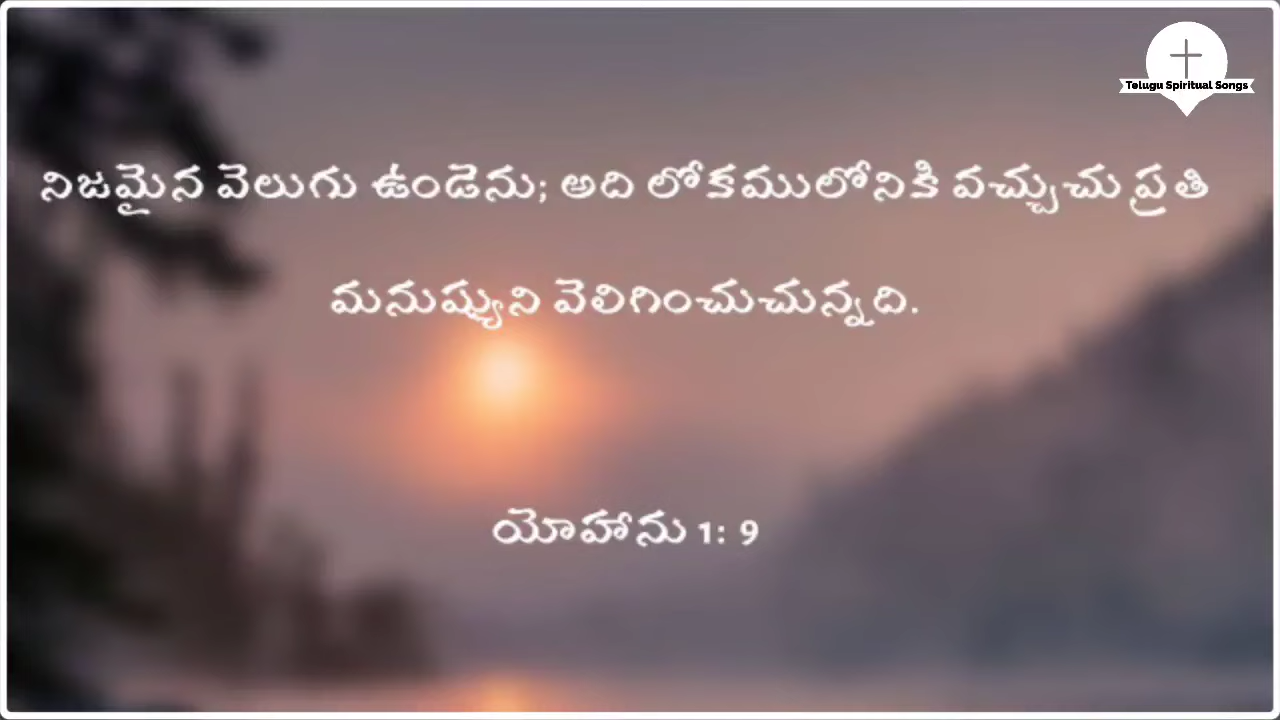 Telugu Spiritual Songs
నిజమైన వెలుగు ఉండెను; అది లోకములోనికి వచ్చుచు ప్రతి
మనుష్యుని వెలిగించుచున్నది.
యోహాను 1: 9